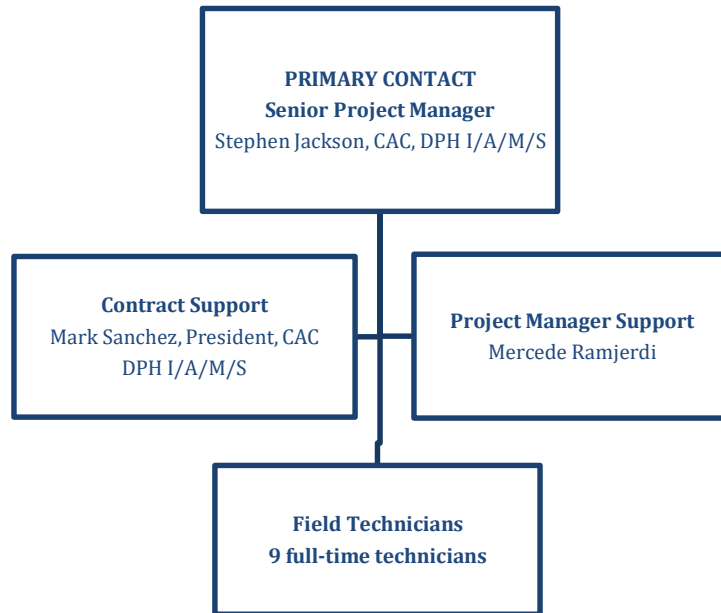 PRIMARY CONTACT
Senior Project Manager
Stephen Jackson, CAC, DPH I/A/M/S
Contract Support
Mark Sanchez, President, CAC
DPH I/A/M/S
Project Manager Support
Mercede Ramjerdi
Field Technicians
9 full-time technicians